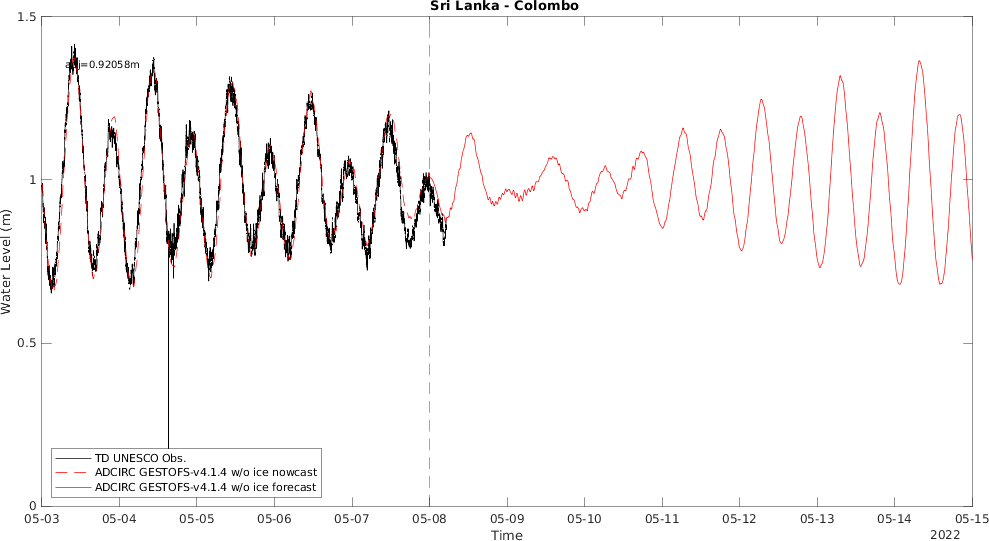 Sri Lanka - Colombo
1.5
=0.92058m
1
Water Level (m)
0.5
TD UNESCO Obs.
ADCIRC GESTOFS-v4.1.4 w/o ice nowcast
ADCIRC GESTOFS-v4.1.4 w/o ice forecast
0
05-03 05-04 05-05 05-06 05-07 05-08 05-09 05-10 05-11 05-12 05-13 05-14 05-15
Time
2022